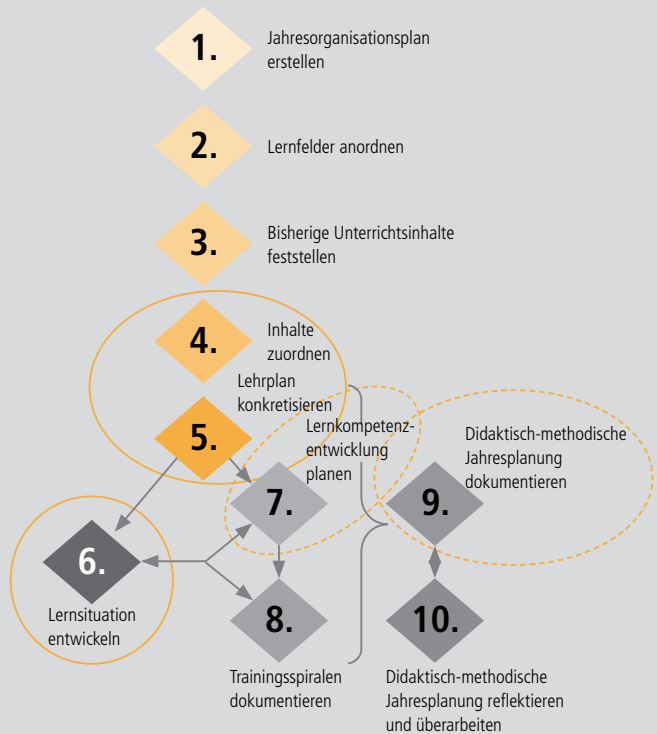 1.
Jahresorganisationsplan
erstellen
2.
Lernfelder anordnen
3.
Bisherige Unterrichtsinhalte
feststellen
4.
Inhalte
zuordnen
5.
Lehrplan
konkretisieren
7.
Lernkompetenz-
entwicklung
planen
9.
Didaktisch-methodische
Jahresplanung
dokumentieren
6.
Lernsituation
entwickeln
8.
Trainingsspiralen
dokumentieren
10.
Didaktisch-methodische
Jahresplanung reflektieren
und überarbeiten